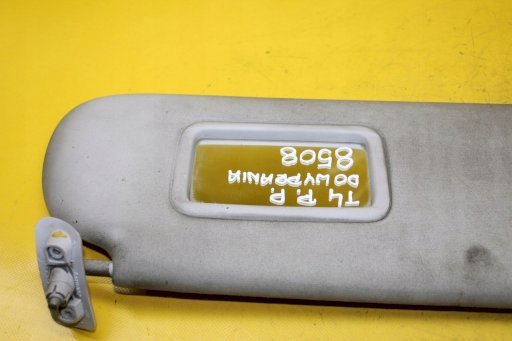 T4 P. P.
DO WYPRANIA
8508